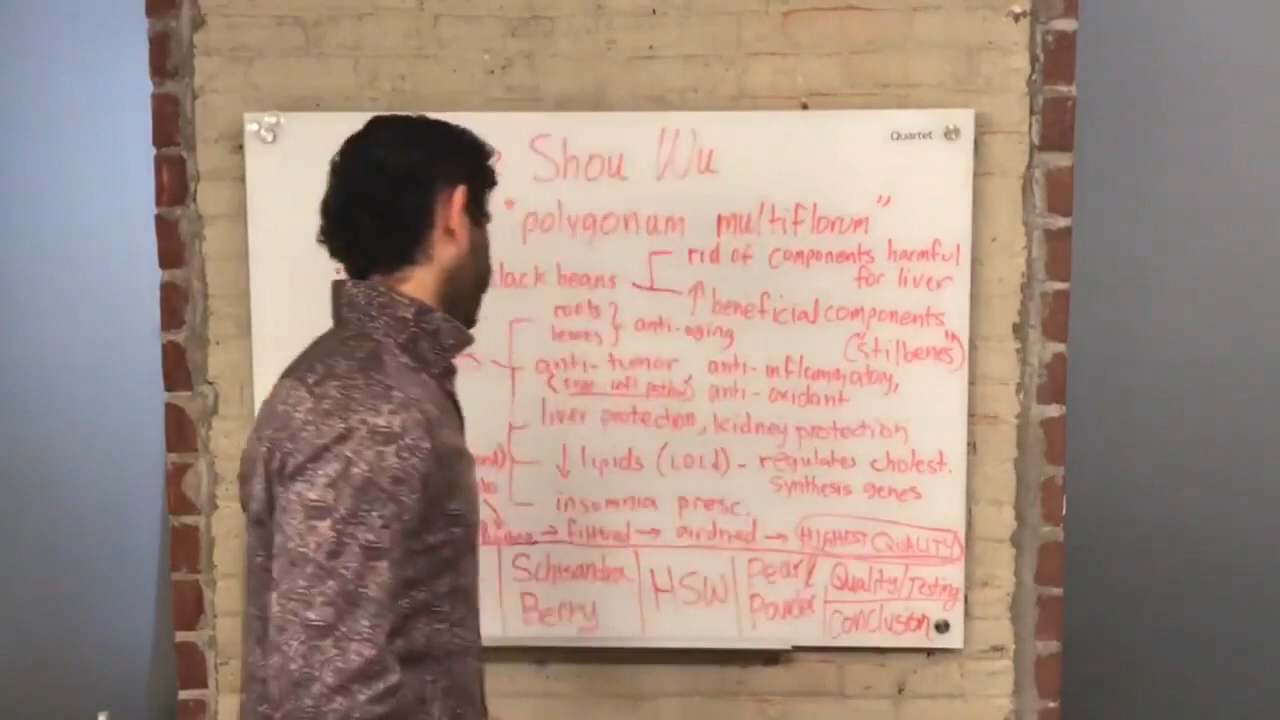 Quartet
Shou Wu
"polygonum multiflorum"
lack beans
rid of components harmful
for liver
↑ beneficial components
("stilbenes")
roots
leaves } anti-aging
anti-tumor anti-inflammatory,
anti-oxidant
liver protection, kidney protection
↓ lipids (LDL↓) - regulates cholest.
synthesis genes
insomnia presc.
→ filtered → airdried → HIGHEST QUALITY
Schisandra
Berry
HSW
Pearl
Powder
Quality/Testing
Conclusion